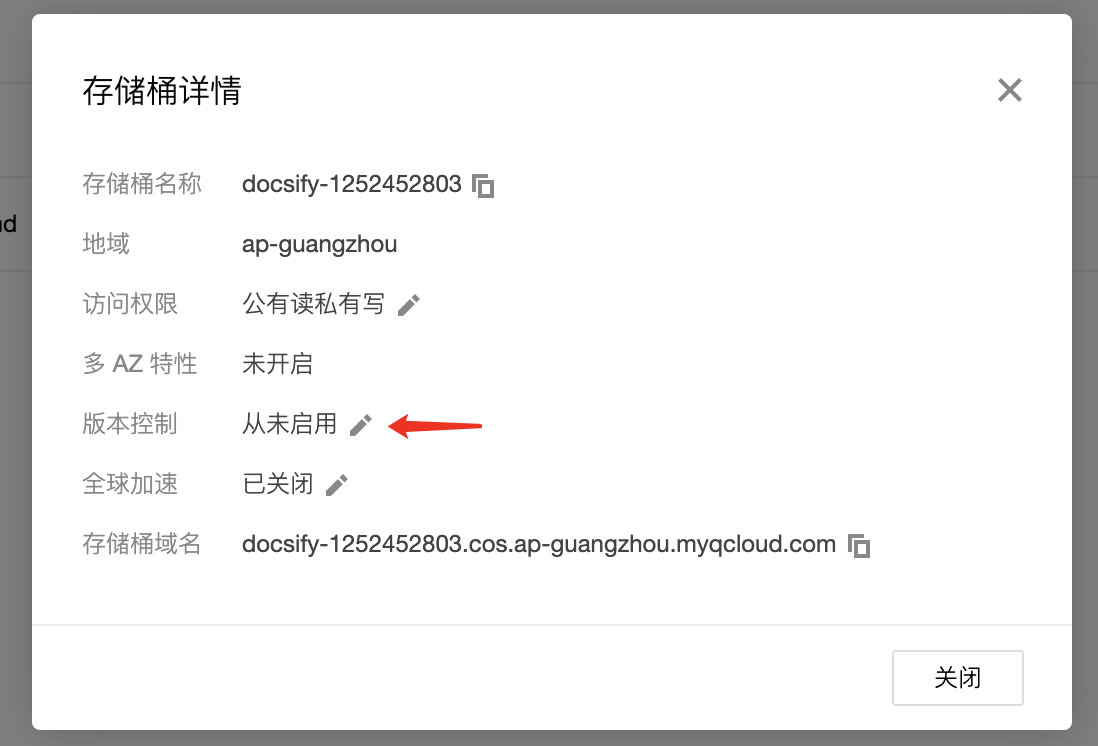 存储桶详情
存储桶名称 docsify-1252452803
地域 ap-guangzhou
nd
访问权限 公有读私有写
多 AZ 特性 未开启
版本控制 从未启用
全球加速 已关闭
存储桶域名 docsify-1252452803.cos.ap-guangzhou.myqcloud.com
关闭